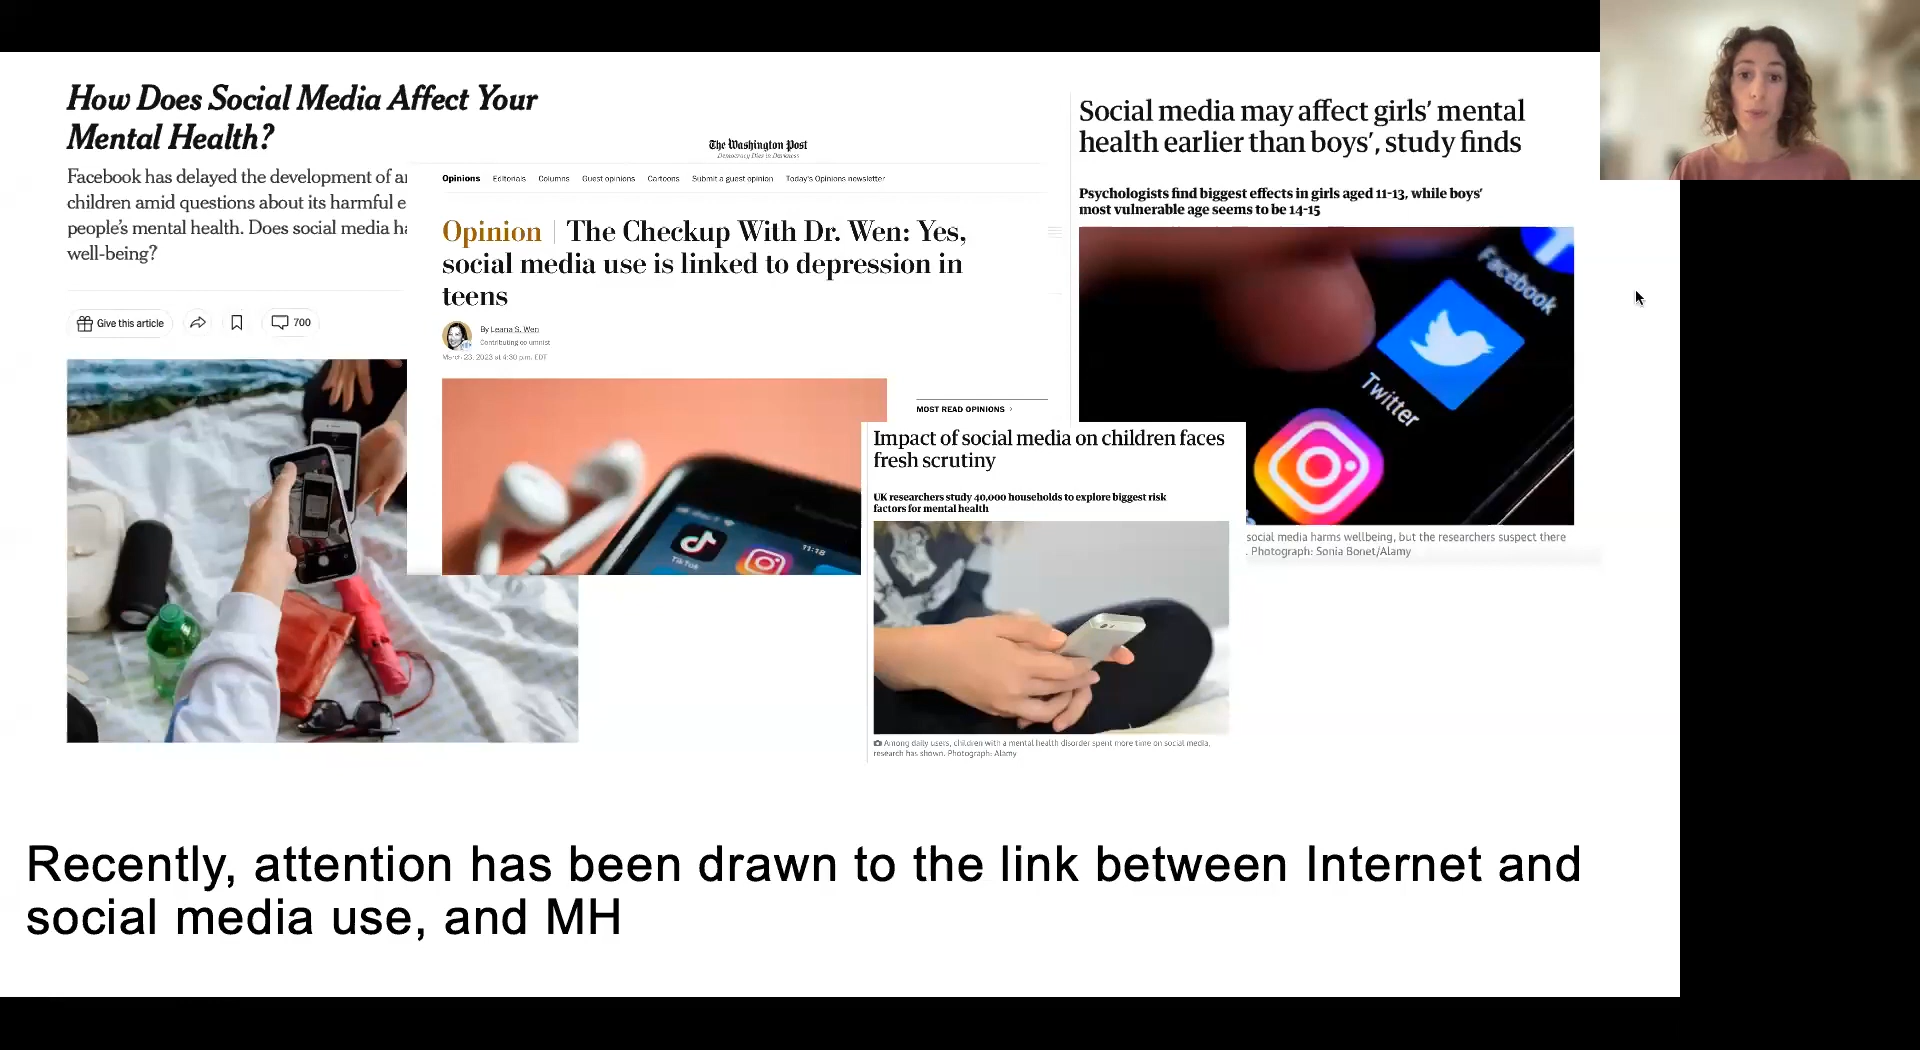 How Does Social Media Affect Your
Mental Health?
Facebook has delayed the development of
children amid questions about its harmful
people's mental health. Does social media
well-being?
Give this article
700
The Washington Post
Democracy Dies in Darkness
Opinions Editorials Columns Guest opinions Cartoons Submit a guest opinion Today's Opinions newsletter
Opinion | The Checkup With Dr. Wen: Yes,
social media use is linked to depression in
teens
By Leana S. Wen
Contributing columnist
March 23, 2023 at 4:30 p.m. EDT
MOST READ OPINIONS ›
11:18
TikTok
Social media may affect girls' mental
health earlier than boys', study finds
Psychologists find biggest effects in girls aged 11-13, while boys'
most vulnerable age seems to be 14-15
Facebook
Twitter
social media harms wellbeing, but the researchers suspect there
. Photograph: Sonia Bonet/Alamy
Impact of social media on children faces
fresh scrutiny
UK researchers study 40,000 households to explore biggest risk
factors for mental health
Among daily users, children with a mental health disorder spent more time on social media,
research has shown. Photograph: Alamy
Recently, attention has been drawn to the link between Internet and
social media use, and MH